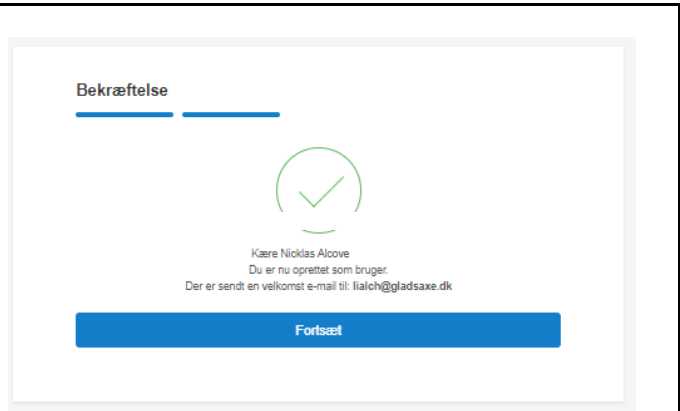 Bekræftelse
Kære Nicklas Alcove
Du er nu oprettet som bruger.
Der er sendt en velkomst e-mail til: lialch@gladsaxe.dk
Fortsæt